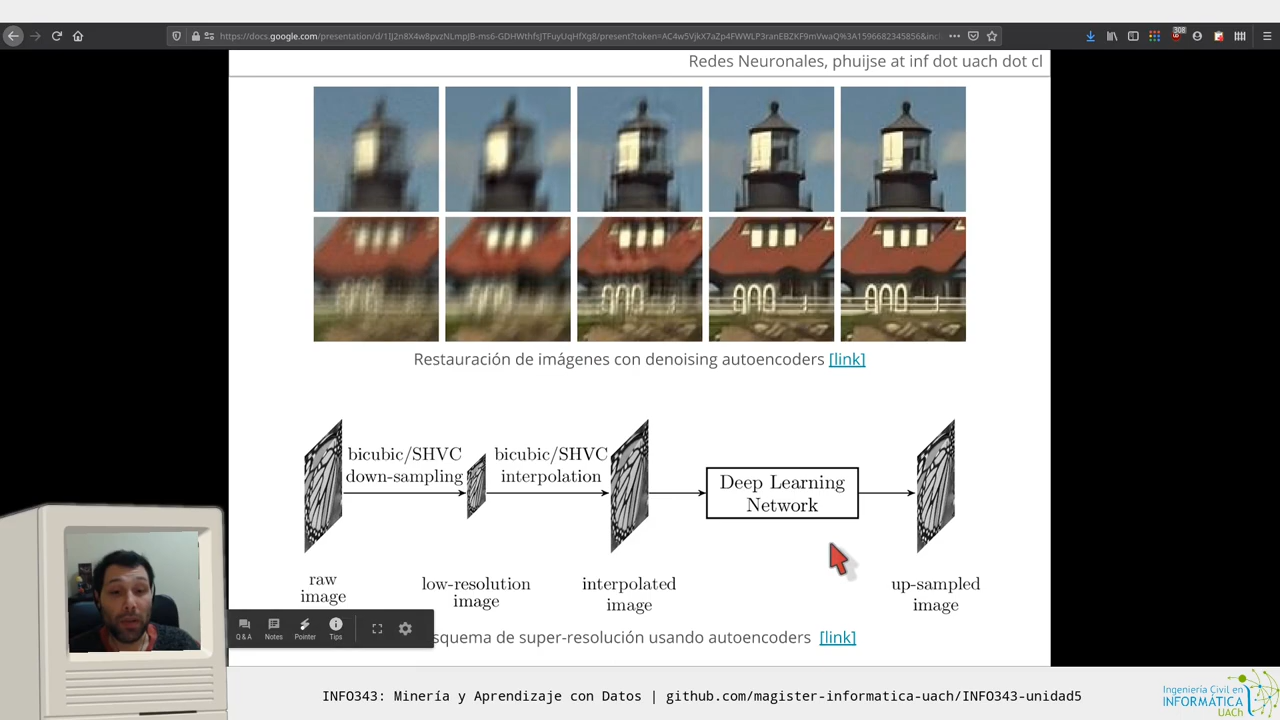 308
Redes Neuronales, phuijse at inf dot uach dot cl
Restauración de imágenes con denoising autoencoders [link]
bicubic/SHVC
down-sampling
bicubic/SHVC
interpolation
Deep Learning
Network
raw
image
low-resolution
image
interpolated
image
up-sampled
image
Q & A
Notes
Pointer
Tips
squema de super-resolución usando autoencoders [link]
INFO343: Minería y Aprendizaje con Datos | github.com/magister-informatica-uach/INFO343-unidad5
Ingeniería Civil en
INFORMÁTICA
UACh